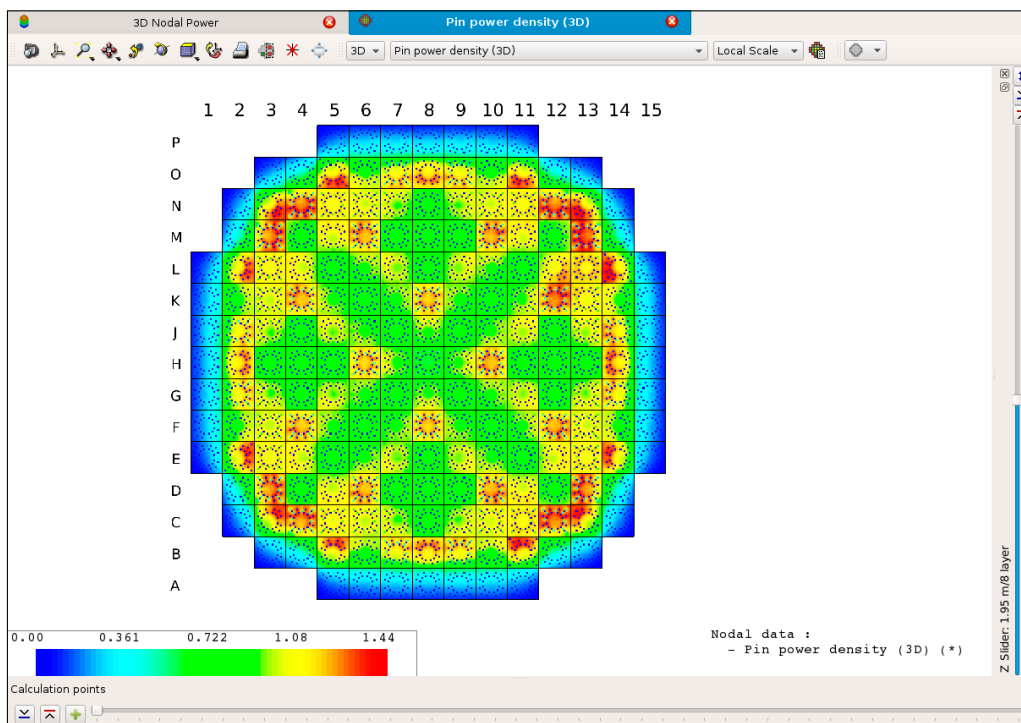 3D Nodal Power
Pin power density (3D)
3D
Pin power density (3D)
Local Scale
1 2 3 4 5 6 7 8 9 10 11 12 13 14 15
P
O
N
M
L
K
J
H
G
F
E
D
C
B
A
0.00 0.361 0.722 1.08 1.44
Nodal data :
- Pin power density (3D) (*)
Z Slider: 1.95 m/8 layer
Calculation points